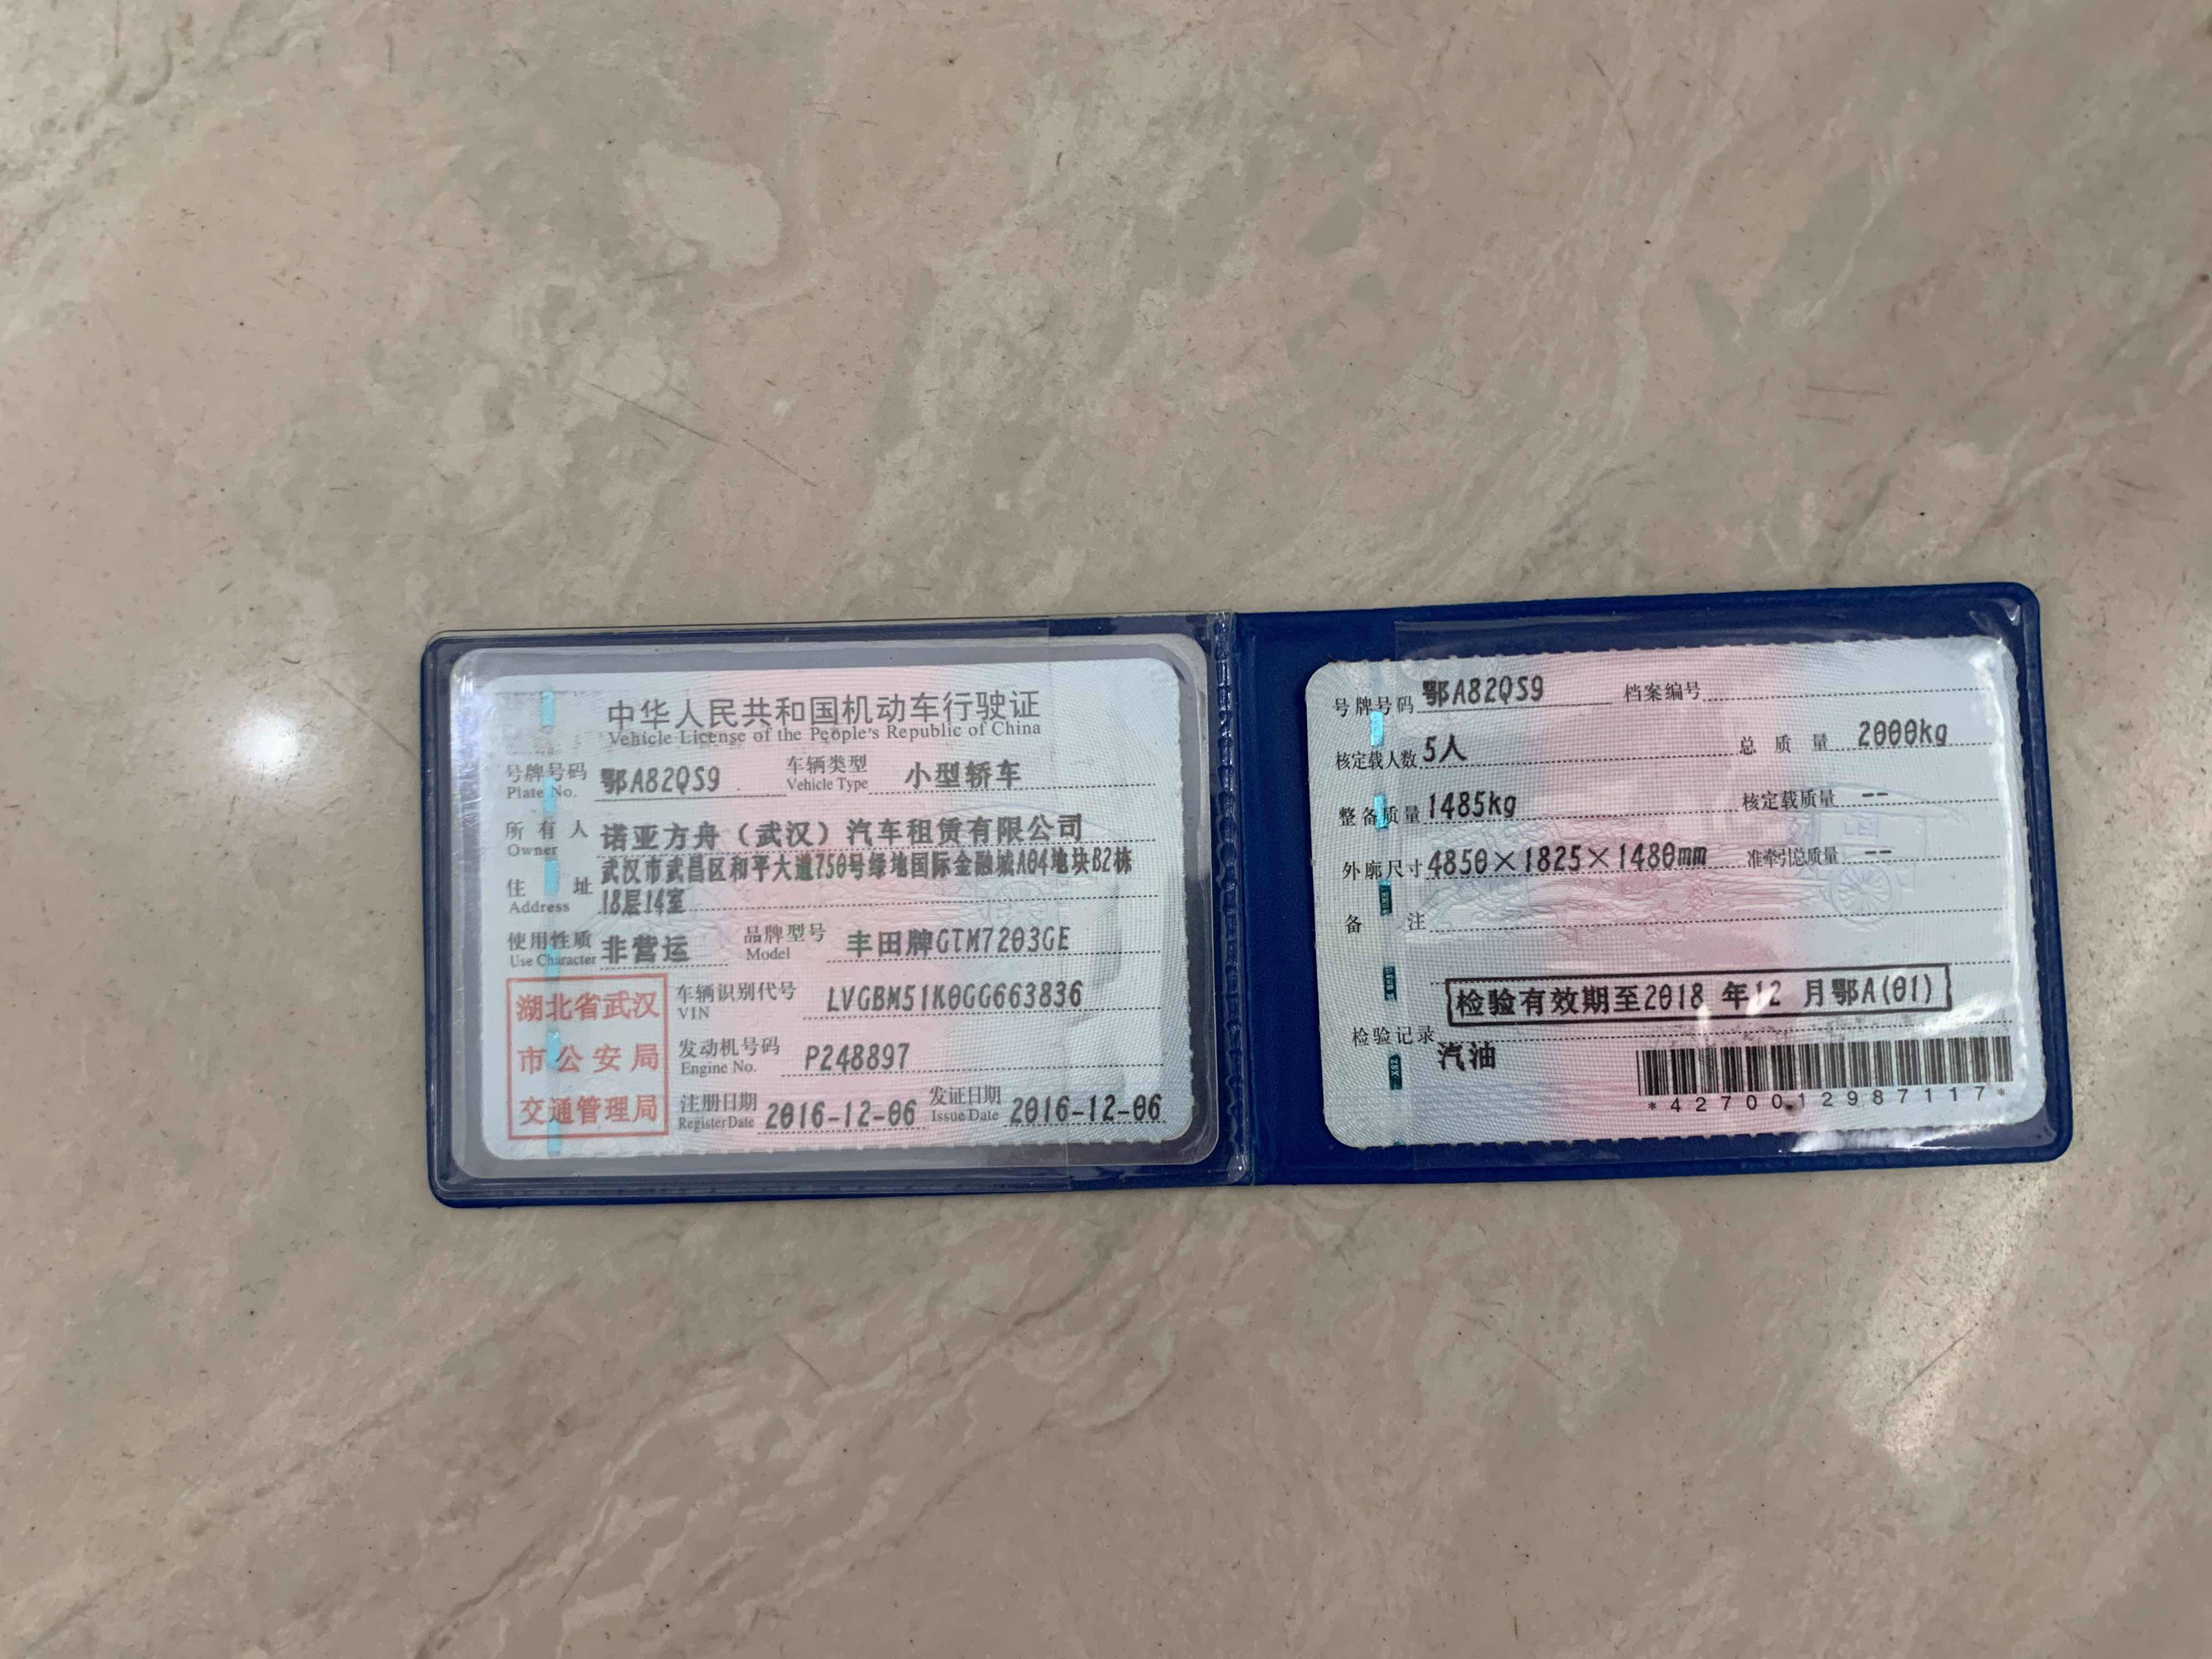 中华人民共和国机动车行驶证
Vehicle License of the People's Republic of China
号牌号码 鄂A82QS9 车辆类型 小型轿车
Plate No. Vehicle Type
所有人 诺亚方舟（武汉）汽车租赁有限公司
Owner
住址 武汉市武昌区和平大道750号绿地国际金融城A04地块B2栋
Address 18层14室
使用性质 非营运 品牌型号 丰田牌GTM7203GE
Use Character Model
湖北省武汉
市公安局
交通管理局
车辆识别代号 LVGBM51K0GG663836
VIN
发动机号码 P248897
Engine No.
注册日期 2016-12-06 发证日期 2016-12-06
Register Date Issue Date
号牌号码 鄂A82QS9 档案编号
核定载人数 5人 总质量 2000kg
整备质量 1485kg 核定载质量 --
外廓尺寸 4850×1825×1480mm 准牵引总质量 --
备注
检验有效期至2018年12月鄂A(01)
检验记录
汽油
*4270012987117*